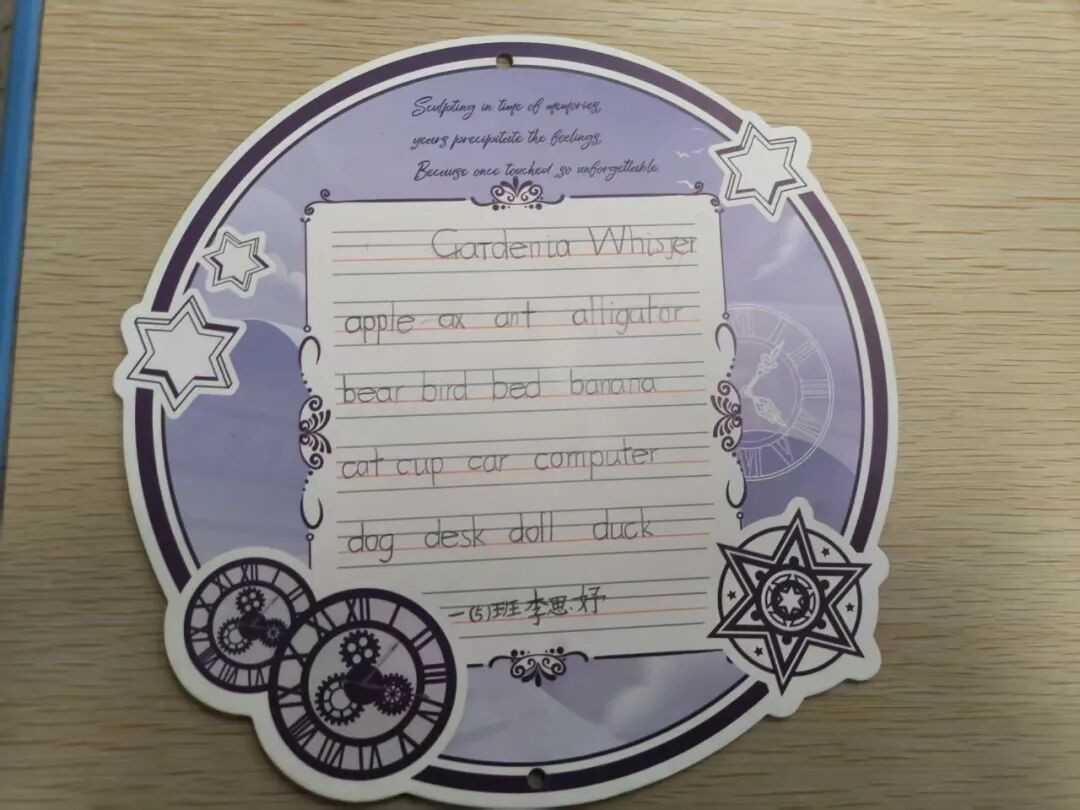 Sculpting in time of memories,
years precipitate the feelings,
Because once touched ,so unforgetlable.
Gardenia Whisper
apple ax ant alligator
bear bird bed banana
cat cup car computer
dog desk doll duck
一(5)班 李思妤